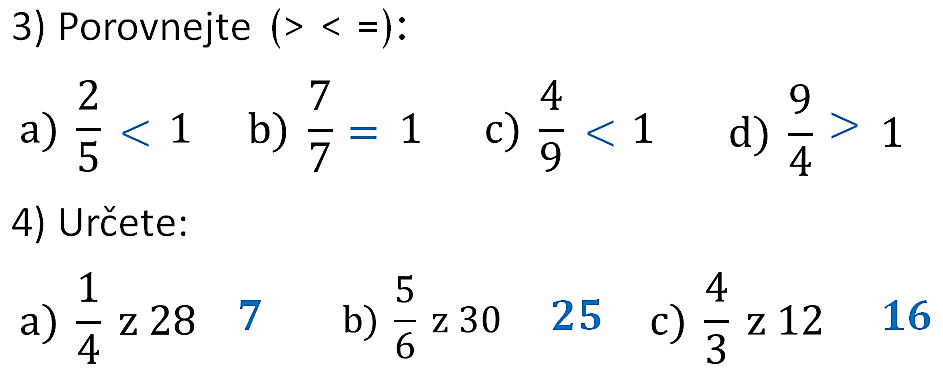 3) Porovnejte (> < =):
a) 2/5 < 1 b) 7/7 = 1 c) 4/9 < 1 d) 9/4 > 1
4) Určete:
a) 1/4 z 28 7 b) 5/6 z 30 25 c) 4/3 z 12 16